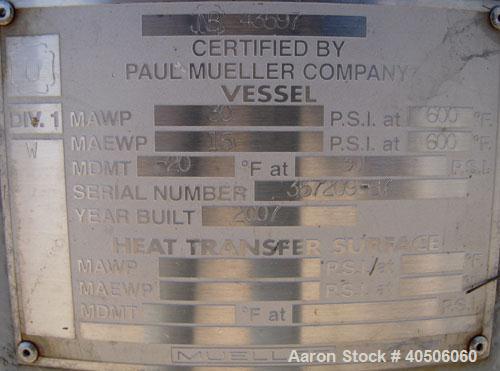 NB 43597
CERTIFIED BY
PAUL MUELLER COMPANY
U
VESSEL
DIV. 1
MAWP 30 P.S.I. at 600 °F.
W
MAEWP 15 P.S.I. at 600 °F.
MDMT -20 °F at 30 P.S.I.
SERIAL NUMBER
YEAR BUILT 2007
HEAT TRANSFER SURFACE
MAWP P.S.I. at °F.
MAEWP P.S.I. at °F.
MDMT °F at P.S.I.
MUELLER
Aaron Stock # 40506060